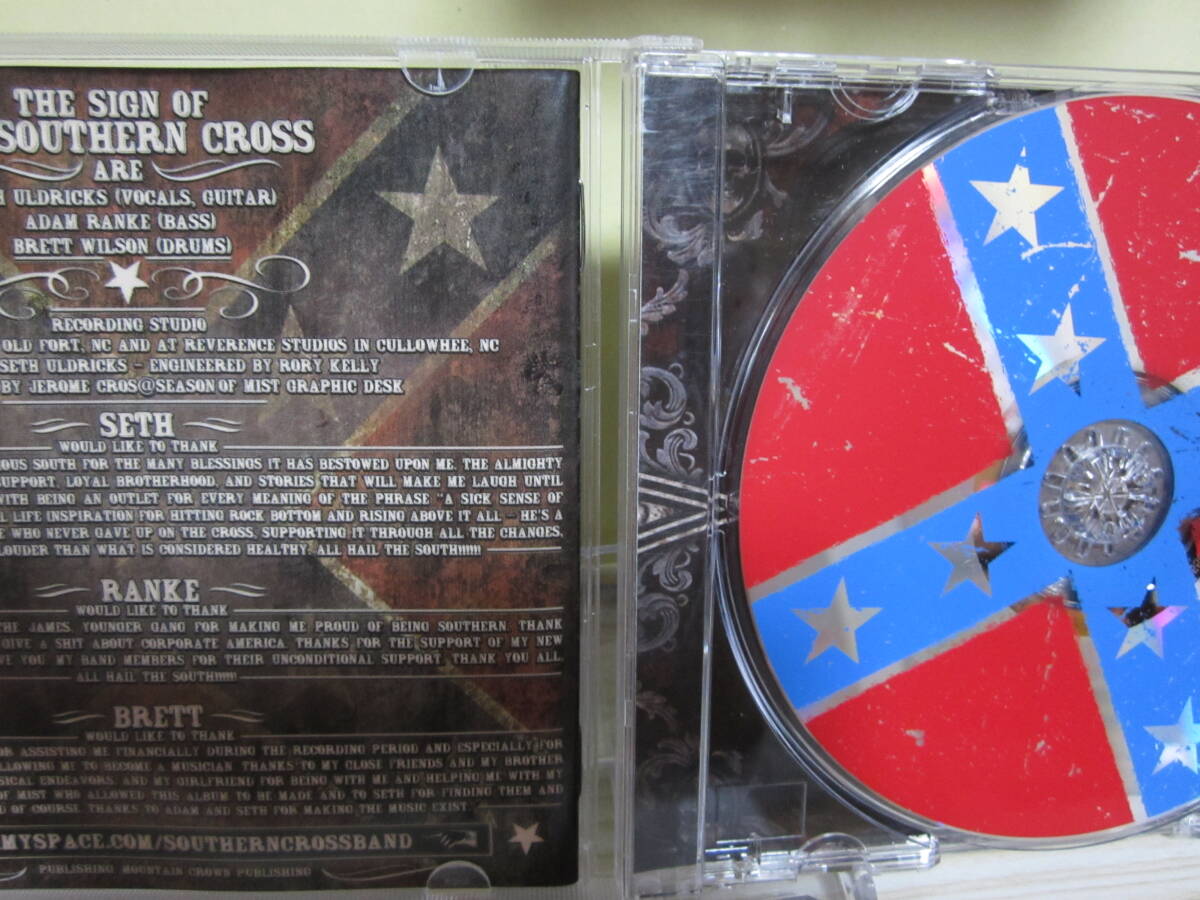 THE SIGN OF
SOUTHERN CROSS
ARE
H ULDRICKS (VOCALS, GUITAR)
ADAM RANKE (BASS)
BRETT WILSON (DRUMS)
RECORDING STUDIO
OLD FORT, NC AND AT REVERENCE STUDIOS IN CULLOWHEE, NC
SETH ULDRICKS - ENGINEERED BY RORY KELLY
BY JEROME CROS@SEASON OF MIST GRAPHIC DESK
SETH
WOULD LIKE TO THANK
IOUS SOUTH FOR THE MANY BLESSINGS IT HAS BESTOWED UPON ME. THE ALMIGHTY
SUPPORT, LOYAL BROTHERHOOD, AND STORIES THAT WILL MAKE ME LAUGH UNTIL
WITH BEING AN OUTLET FOR EVERY MEANING OF THE PHRASE "A SICK SENSE OF
L LIFE INSPIRATION FOR HITTING ROCK BOTTOM AND RISING ABOVE IT ALL - HE'S A
E WHO NEVER GAVE UP ON THE CROSS, SUPPORTING IT THROUGH ALL THE CHANGES,
LOUDER THAN WHAT IS CONSIDERED HEALTHY. ALL HAIL THE SOUTH!!!!!!!
RANKE
WOULD LIKE TO THANK
THE JAMES, YOUNGER GANG FOR MAKING ME PROUD OF BEING SOUTHERN. THANK
GIVE A SHIT ABOUT CORPORATE AMERICA. THANKS FOR THE SUPPORT OF MY NEW
VE YOU. MY BAND MEMBERS FOR THEIR UNCONDITIONAL SUPPORT. THANK YOU ALL.
ALL HAIL THE SOUTH!!!!!!
BRETT
WOULD LIKE TO THANK
OR ASSISTING ME FINANCIALLY DURING THE RECORDING PERIOD AND ESPECIALLY FOR
LLOWING ME TO BECOME A MUSICIAN. THANKS TO MY CLOSE FRIENDS AND MY BROTHER
SICAL ENDEAVORS, AND MY GIRLFRIEND FOR BEING WITH ME AND HELPING ME WITH MY
OF MIST WHO ALLOWED THIS ALBUM TO BE MADE AND TO SETH FOR FINDING THEM AND
D OF COURSE, THANKS TO ADAM AND SETH FOR MAKING THE MUSIC EXIST.
MYSPACE.COM/SOUTHERNCROSSBAND
PUBLISHING MOUNTAIN CROWN PUBLISHING